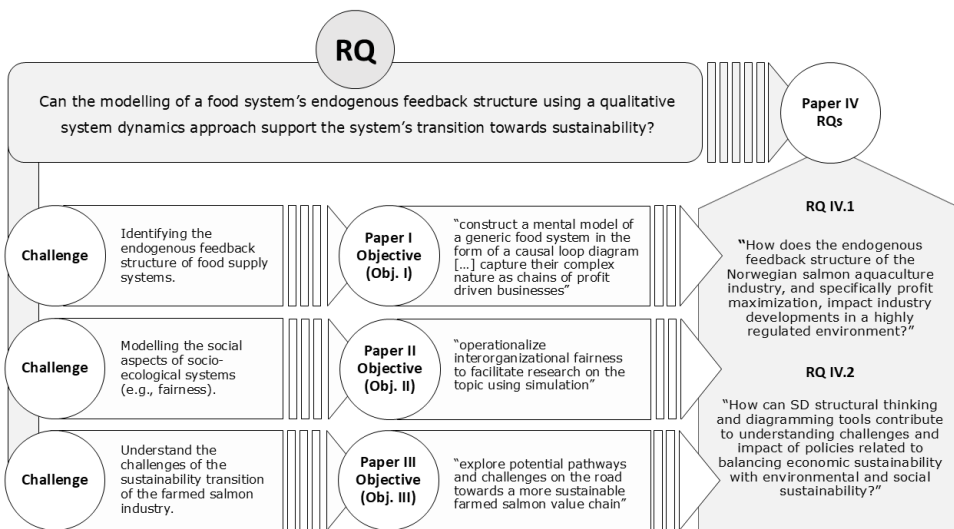 RQ
Can the modelling of a food system’s endogenous feedback structure using a qualitative
system dynamics approach support the system’s transition towards sustainability?
Paper IV
RQs
Challenge
Identifying the
endogenous feedback
structure of food supply
systems.
Paper I
Objective
(Obj. I)
“construct a mental model of
a generic food system in the
form of a causal loop diagram
[…] capture their complex
nature as chains of profit
driven businesses”
Challenge
Modelling the social
aspects of socio-
ecological systems
(e.g., fairness).
Paper II
Objective
(Obj. II)
“operationalize
interorganizational fairness
to facilitate research on the
topic using simulation”
Challenge
Understand the
challenges of the
sustainability transition
of the farmed salmon
industry.
Paper III
Objective
(Obj. III)
“explore potential pathways
and challenges on the road
towards a more sustainable
farmed salmon value chain”
RQ IV.1
“How does the endogenous
feedback structure of the
Norwegian salmon aquaculture
industry, and specifically profit
maximization, impact industry
developments in a highly
regulated environment?”
RQ IV.2
“How can SD structural thinking
and diagramming tools contribute
to understanding challenges and
impact of policies related to
balancing economic sustainability
with environmental and social
sustainability?”